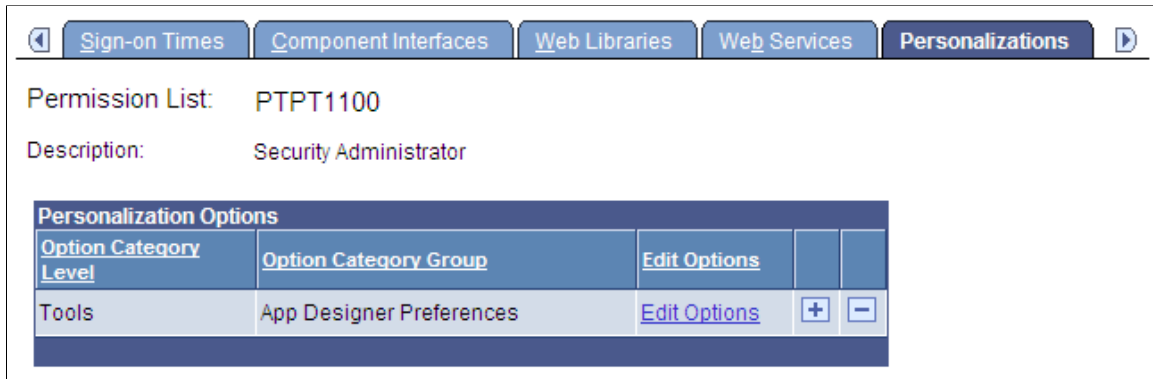 Sign-on Times Component Interfaces Web Libraries Web Services Personalizations
Permission List: PTPT1100
Description: Security Administrator
Personalization Options
Option Category Level Option Category Group Edit Options
Tools App Designer Preferences Edit Options + −